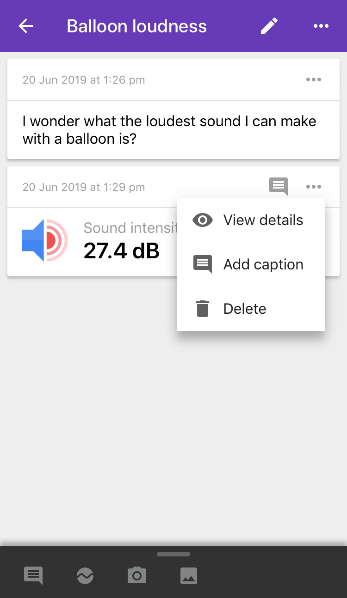 Balloon loudness
20 Jun 2019 at 1:26 pm
I wonder what the loudest sound I can make
with a balloon is?
20 Jun 2019 at 1:29 pm
Sound intensit
27.4 dB
View details
Add caption
Delete